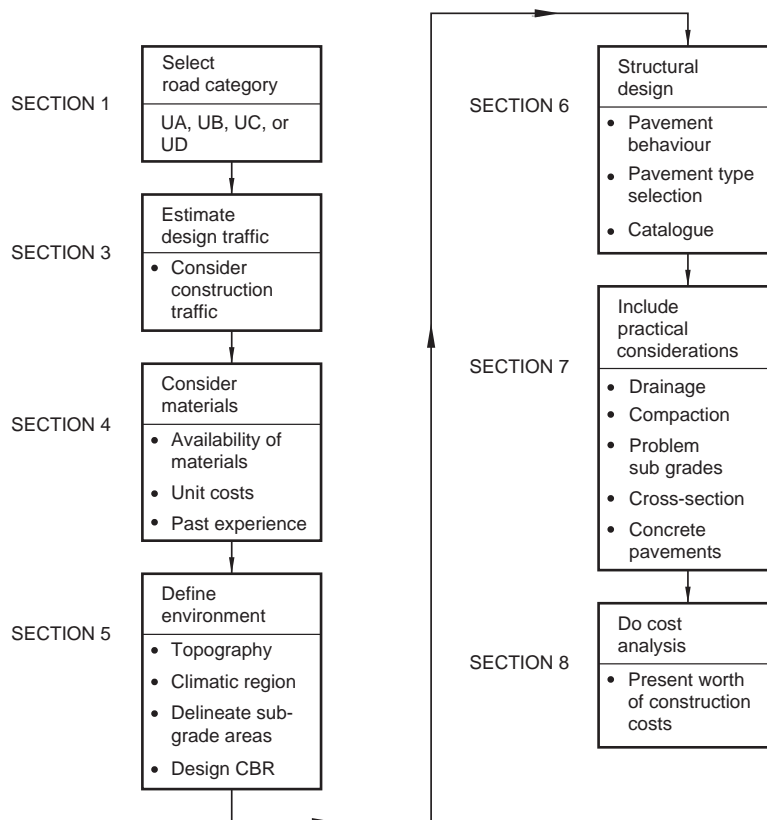 SECTION 1
Select
road category
UA, UB, UC, or
UD
SECTION 3
Estimate
design traffic
• Consider
construction
traffic
SECTION 4
Consider
materials
• Availability of
materials
• Unit costs
• Past experience
SECTION 5
Define
environment
• Topography
• Climatic region
• Delineate sub-
grade areas
• Design CBR
SECTION 6
Structural
design
• Pavement
behaviour
• Pavement type
selection
• Catalogue
SECTION 7
Include
practical
considerations
• Drainage
• Compaction
• Problem
sub grades
• Cross-section
• Concrete
pavements
SECTION 8
Do cost
analysis
• Present worth
of construction
costs